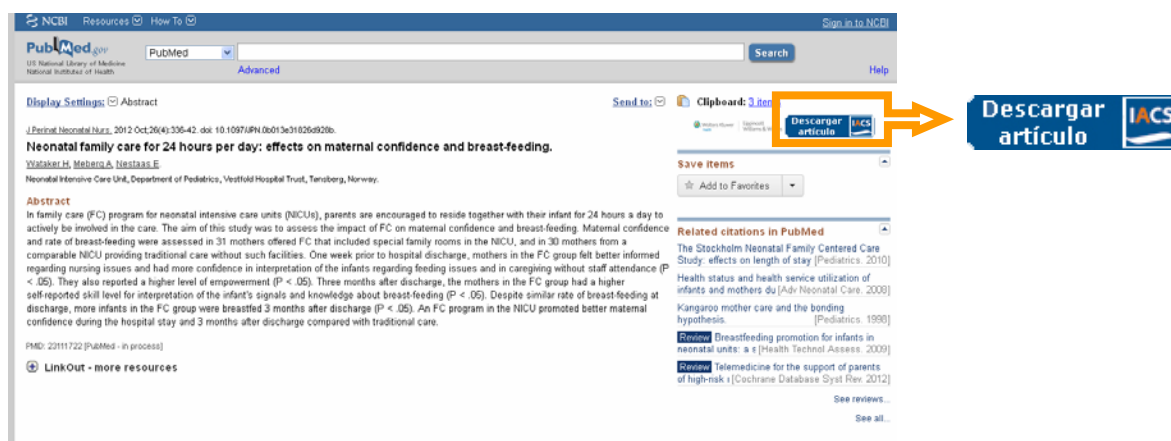 NCBI Resources How To Sign in to NCBI
PubMed.gov
US National Library of Medicine
National Institutes of Health
PubMed
Search
Advanced
Help
Display Settings: Abstract
Send to:
J Perinat Neonatal Nurs. 2012 Oct;26(4):336-42. doi: 10.1097/JPN.0b013e31826d928b.
Neonatal family care for 24 hours per day: effects on maternal confidence and breast-feeding.
Wataker H, Meberg A, Nestaas E.
Neonatal Intensive Care Unit, Department of Pediatrics, Vestfold Hospital Trust, Tønsberg, Norway.
Abstract
In family care (FC) program for neonatal intensive care units (NICUs), parents are encouraged to reside together with their infant for 24 hours a day to
actively be involved in the care. The aim of this study was to assess the impact of FC on maternal confidence and breast-feeding. Maternal confidence
and rate of breast-feeding were assessed in 31 mothers offered FC that included special family rooms in the NICU, and in 30 mothers from a
comparable NICU providing traditional care without such facilities. One week prior to hospital discharge, mothers in the FC group felt better informed
regarding nursing issues and had more confidence in interpretation of the infants regarding feeding issues and in caregiving without staff attendance (P
< .05). They also reported a higher level of empowerment (P < .05). Three months after discharge, the mothers in the FC group had a higher
self-reported skill level for interpretation of the infant's signals and knowledge about breast-feeding (P < .05). Despite similar rate of breast-feeding at
discharge, more infants in the FC group were breastfed 3 months after discharge (P < .05). An FC program in the NICU promoted better maternal
confidence during the hospital stay and 3 months after discharge compared with traditional care.
PMID: 23111722 [PubMed - in process]
LinkOut - more resources
Clipboard: 3 items
Wolters Kluwer
Lippincott
Williams & Wilkins
Descargar
artículo
IACS
Save items
Add to Favorites
Related citations in PubMed
The Stockholm Neonatal Family Centered Care
Study: effects on length of stay [Pediatrics. 2010]
Health status and health service utilization of
infants and mothers du [Adv Neonatal Care. 2008]
Kangaroo mother care and the bonding
hypothesis. [Pediatrics. 1998]
Review Breastfeeding promotion for infants in
neonatal units: a s [Health Technol Assess. 2009]
Review Telemedicine for the support of parents
of high-risk [Cochrane Database Syst Rev. 2012]
See reviews...
See all...
Descargar
artículo
IACS